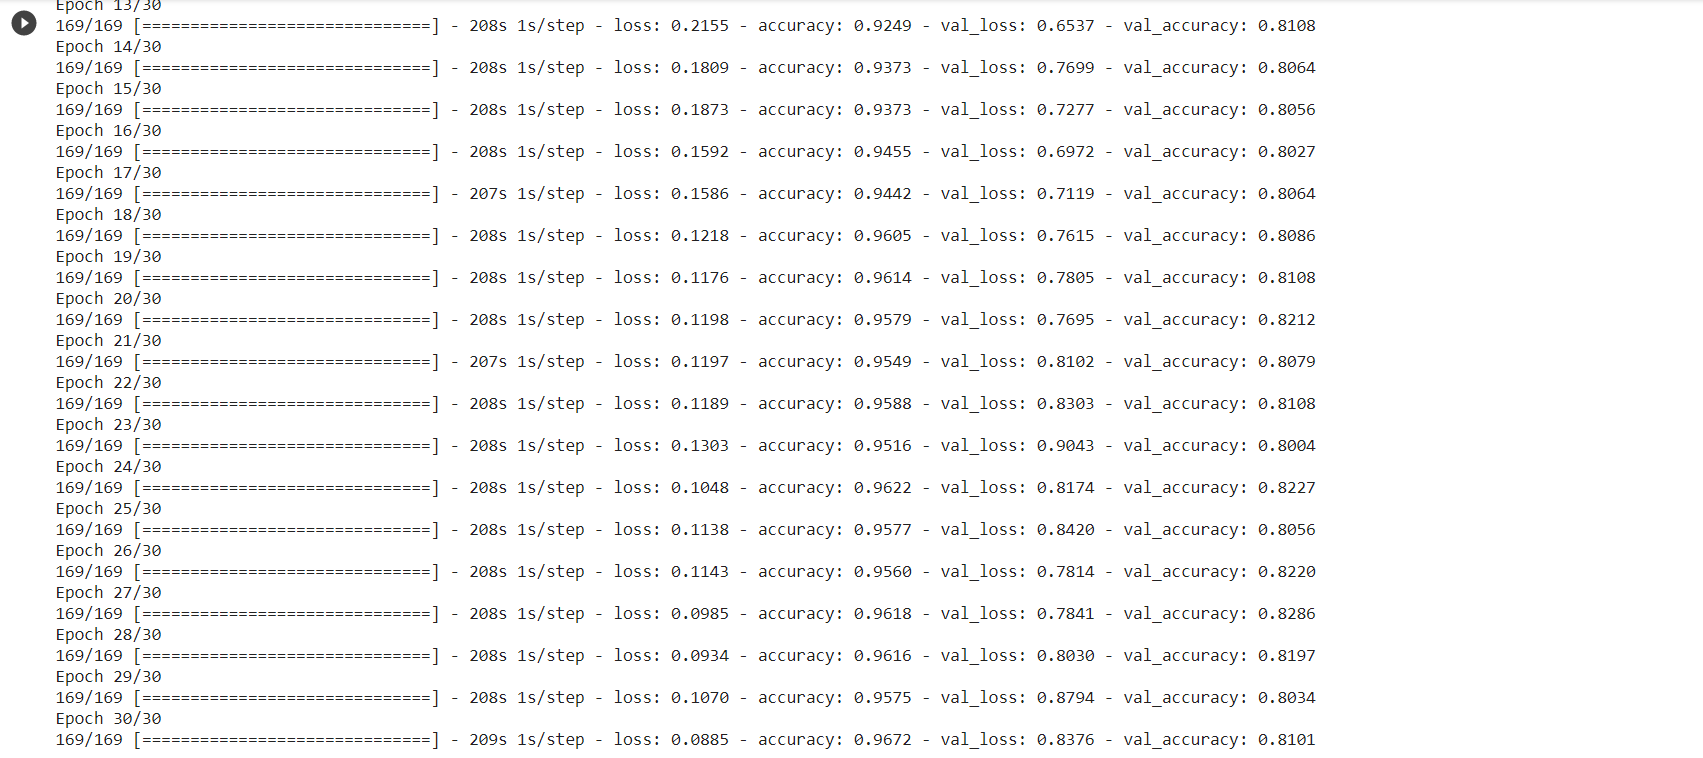 Epoch 13/30
169/169 [==============================] - 208s 1s/step - loss: 0.2155 - accuracy: 0.9249 - val_loss: 0.6537 - val_accuracy: 0.8108
Epoch 14/30
169/169 [==============================] - 208s 1s/step - loss: 0.1809 - accuracy: 0.9373 - val_loss: 0.7699 - val_accuracy: 0.8064
Epoch 15/30
169/169 [==============================] - 208s 1s/step - loss: 0.1873 - accuracy: 0.9373 - val_loss: 0.7277 - val_accuracy: 0.8056
Epoch 16/30
169/169 [==============================] - 208s 1s/step - loss: 0.1592 - accuracy: 0.9455 - val_loss: 0.6972 - val_accuracy: 0.8027
Epoch 17/30
169/169 [==============================] - 207s 1s/step - loss: 0.1586 - accuracy: 0.9442 - val_loss: 0.7119 - val_accuracy: 0.8064
Epoch 18/30
169/169 [==============================] - 208s 1s/step - loss: 0.1218 - accuracy: 0.9605 - val_loss: 0.7615 - val_accuracy: 0.8086
Epoch 19/30
169/169 [==============================] - 208s 1s/step - loss: 0.1176 - accuracy: 0.9614 - val_loss: 0.7805 - val_accuracy: 0.8108
Epoch 20/30
169/169 [==============================] - 208s 1s/step - loss: 0.1198 - accuracy: 0.9579 - val_loss: 0.7695 - val_accuracy: 0.8212
Epoch 21/30
169/169 [==============================] - 207s 1s/step - loss: 0.1197 - accuracy: 0.9549 - val_loss: 0.8102 - val_accuracy: 0.8079
Epoch 22/30
169/169 [==============================] - 208s 1s/step - loss: 0.1189 - accuracy: 0.9588 - val_loss: 0.8303 - val_accuracy: 0.8108
Epoch 23/30
169/169 [==============================] - 208s 1s/step - loss: 0.1303 - accuracy: 0.9516 - val_loss: 0.9043 - val_accuracy: 0.8004
Epoch 24/30
169/169 [==============================] - 208s 1s/step - loss: 0.1048 - accuracy: 0.9622 - val_loss: 0.8174 - val_accuracy: 0.8227
Epoch 25/30
169/169 [==============================] - 208s 1s/step - loss: 0.1138 - accuracy: 0.9577 - val_loss: 0.8420 - val_accuracy: 0.8056
Epoch 26/30
169/169 [==============================] - 208s 1s/step - loss: 0.1143 - accuracy: 0.9560 - val_loss: 0.7814 - val_accuracy: 0.8220
Epoch 27/30
169/169 [==============================] - 208s 1s/step - loss: 0.0985 - accuracy: 0.9618 - val_loss: 0.7841 - val_accuracy: 0.8286
Epoch 28/30
169/169 [==============================] - 208s 1s/step - loss: 0.0934 - accuracy: 0.9616 - val_loss: 0.8030 - val_accuracy: 0.8197
Epoch 29/30
169/169 [==============================] - 208s 1s/step - loss: 0.1070 - accuracy: 0.9575 - val_loss: 0.8794 - val_accuracy: 0.8034
Epoch 30/30
169/169 [==============================] - 209s 1s/step - loss: 0.0885 - accuracy: 0.9672 - val_loss: 0.8376 - val_accuracy: 0.8101